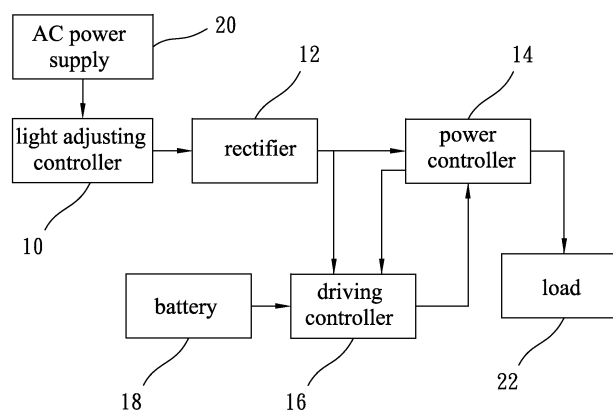 20
AC power
supply
12
14
light adjusting
controller
rectifier
power
controller
10
battery
driving
controller
load
18
16
22